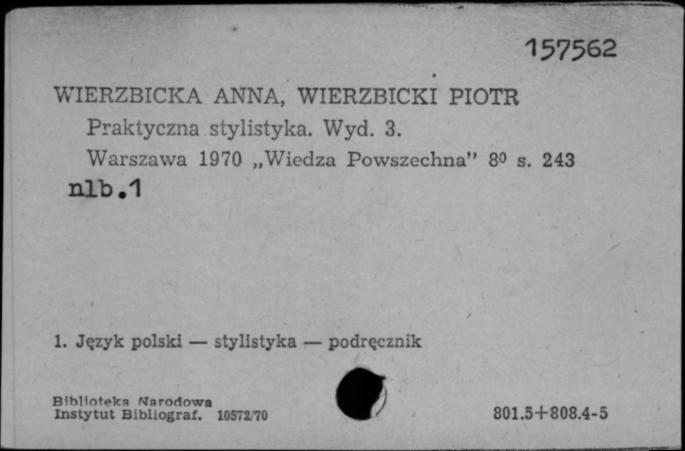 157562
WIERZBICKA ANNA, WIERZBICKI PIOTR
Praktyczna stylistyka. Wyd. 3.
Warszawa 1970 „Wiedza Powszechna” 8⁰ s. 243
nlb.1
1. Język polski — stylistyka — podręcznik
Biblioteka Narodowa
Instytut Bibliograf. 10572/70
801.5+808.4-5